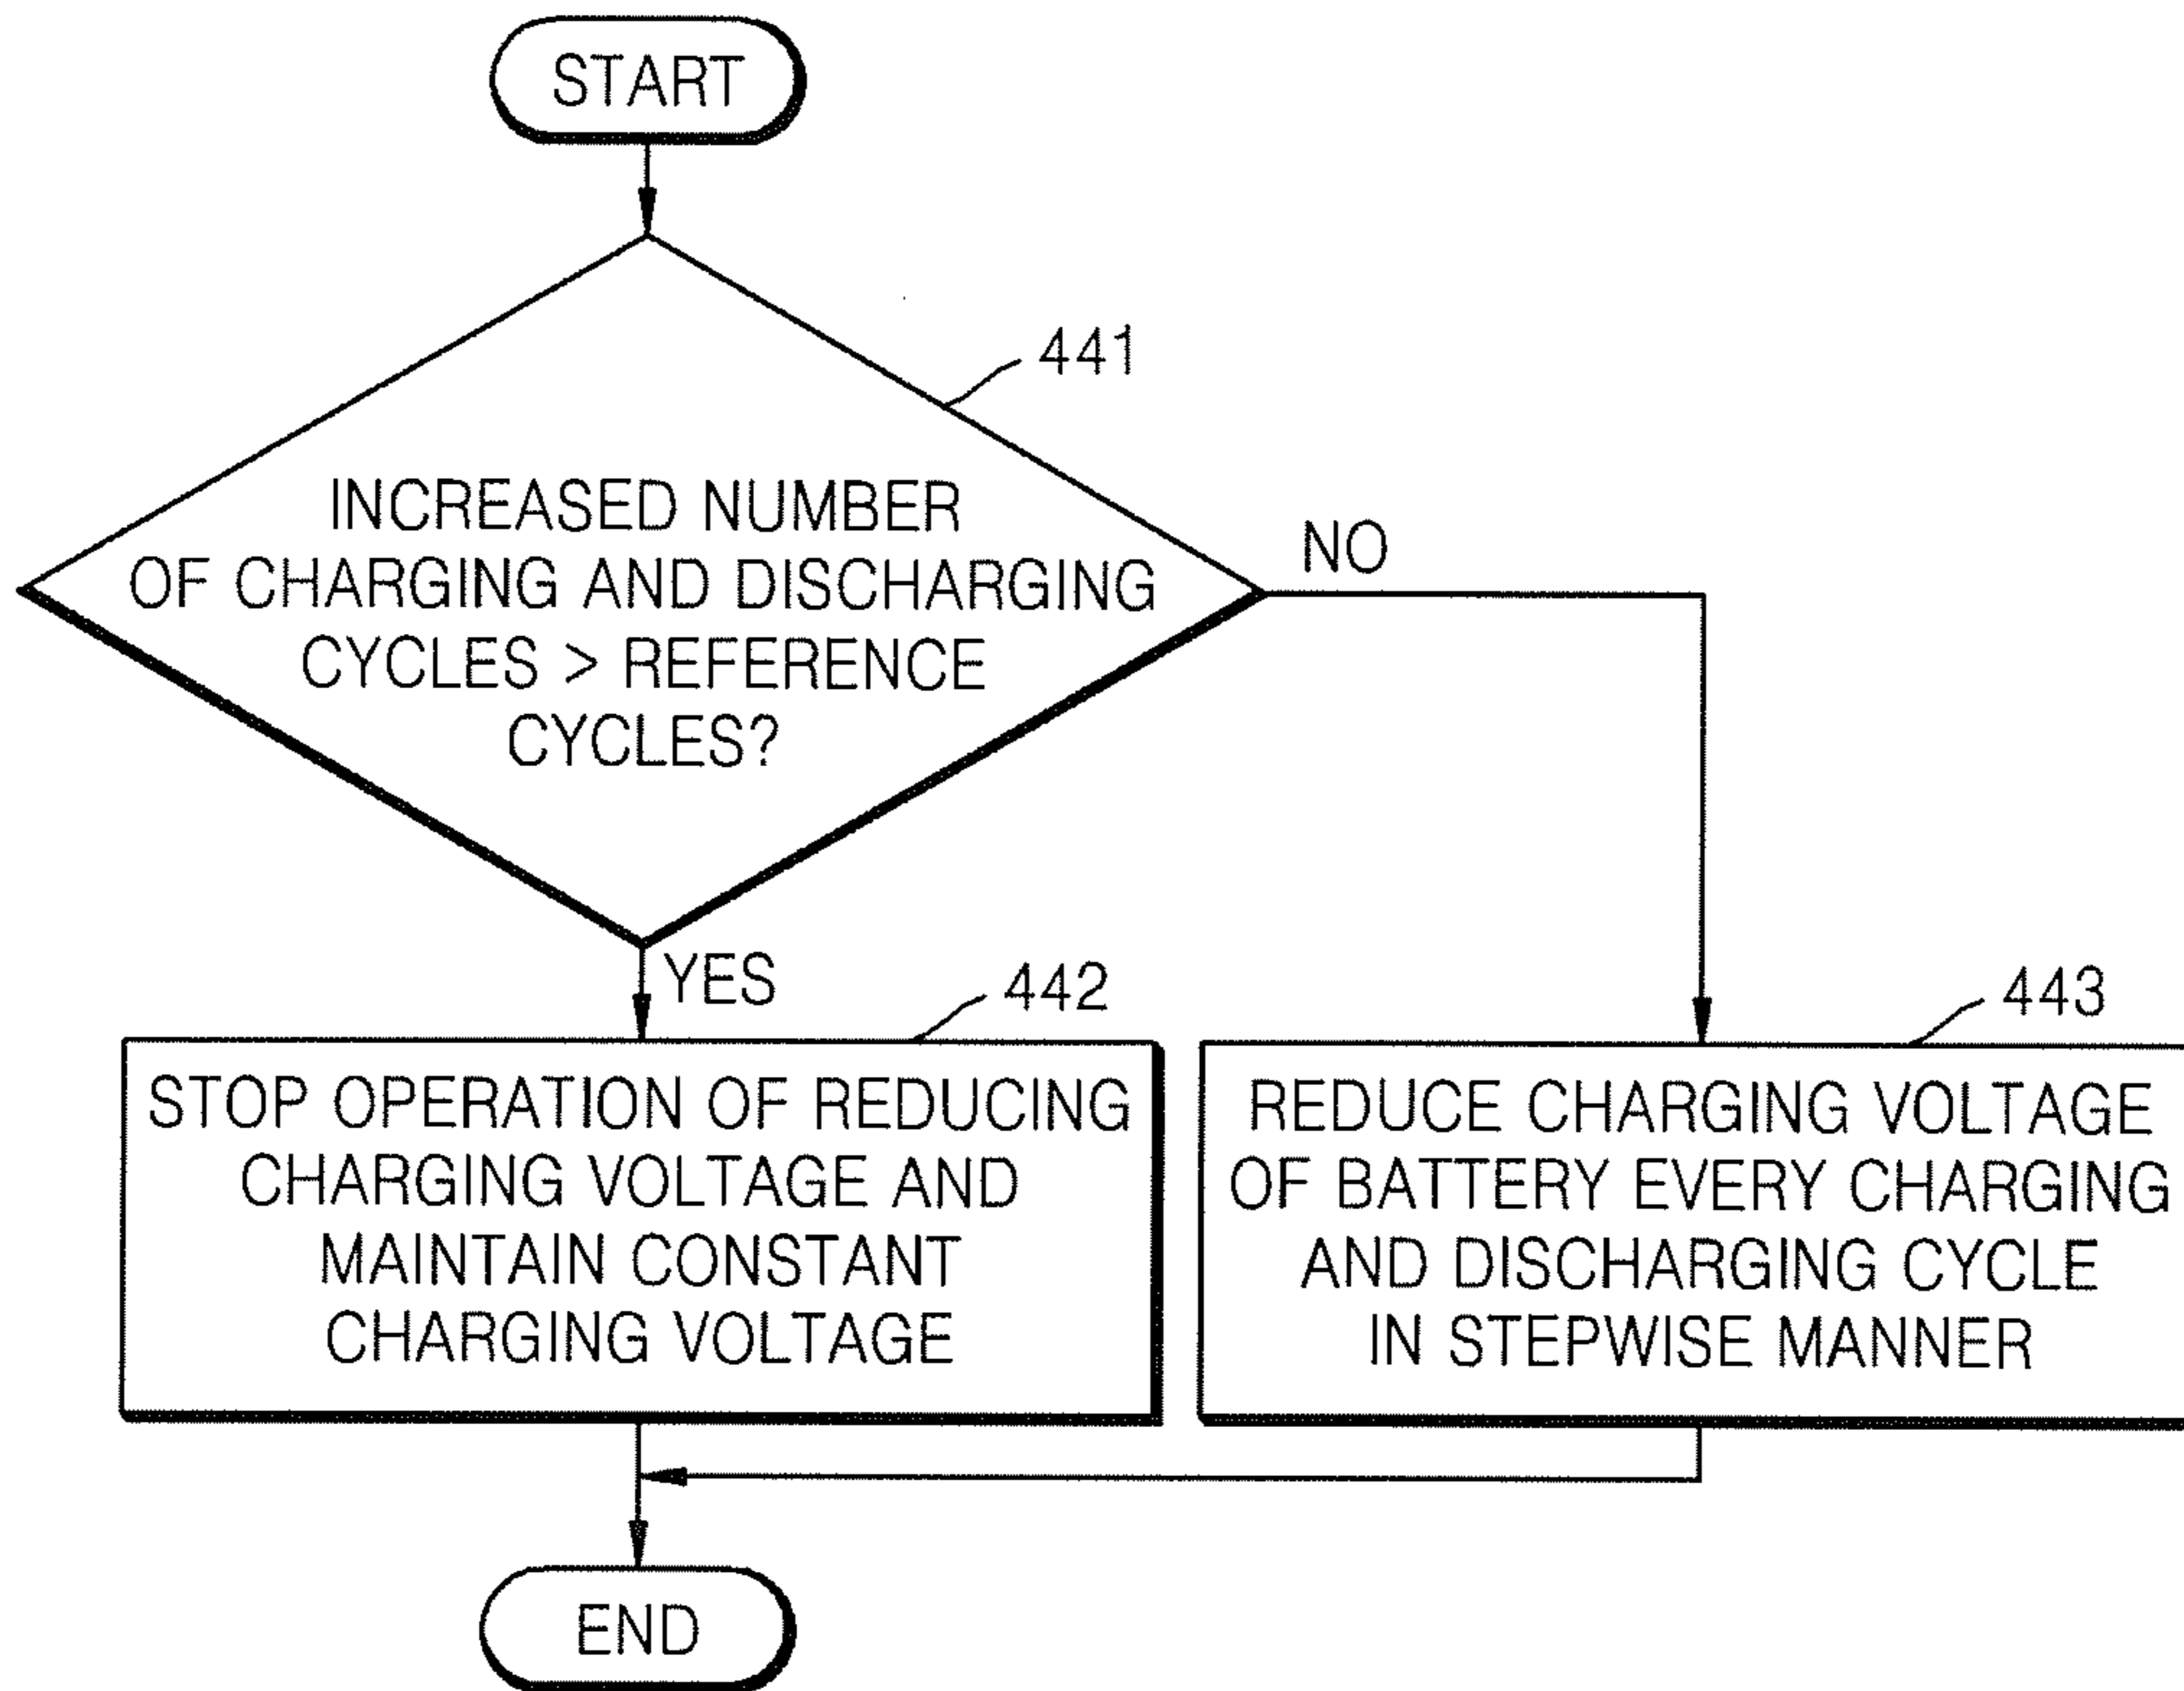 START
441
INCREASED NUMBER
OF CHARGING AND DISCHARGING
CYCLES > REFERENCE
CYCLES?
NO
YES
442
STOP OPERATION OF REDUCING
CHARGING VOLTAGE AND
MAINTAIN CONSTANT
CHARGING VOLTAGE
443
REDUCE CHARGING VOLTAGE
OF BATTERY EVERY CHARGING
AND DISCHARGING CYCLE
IN STEPWISE MANNER
END